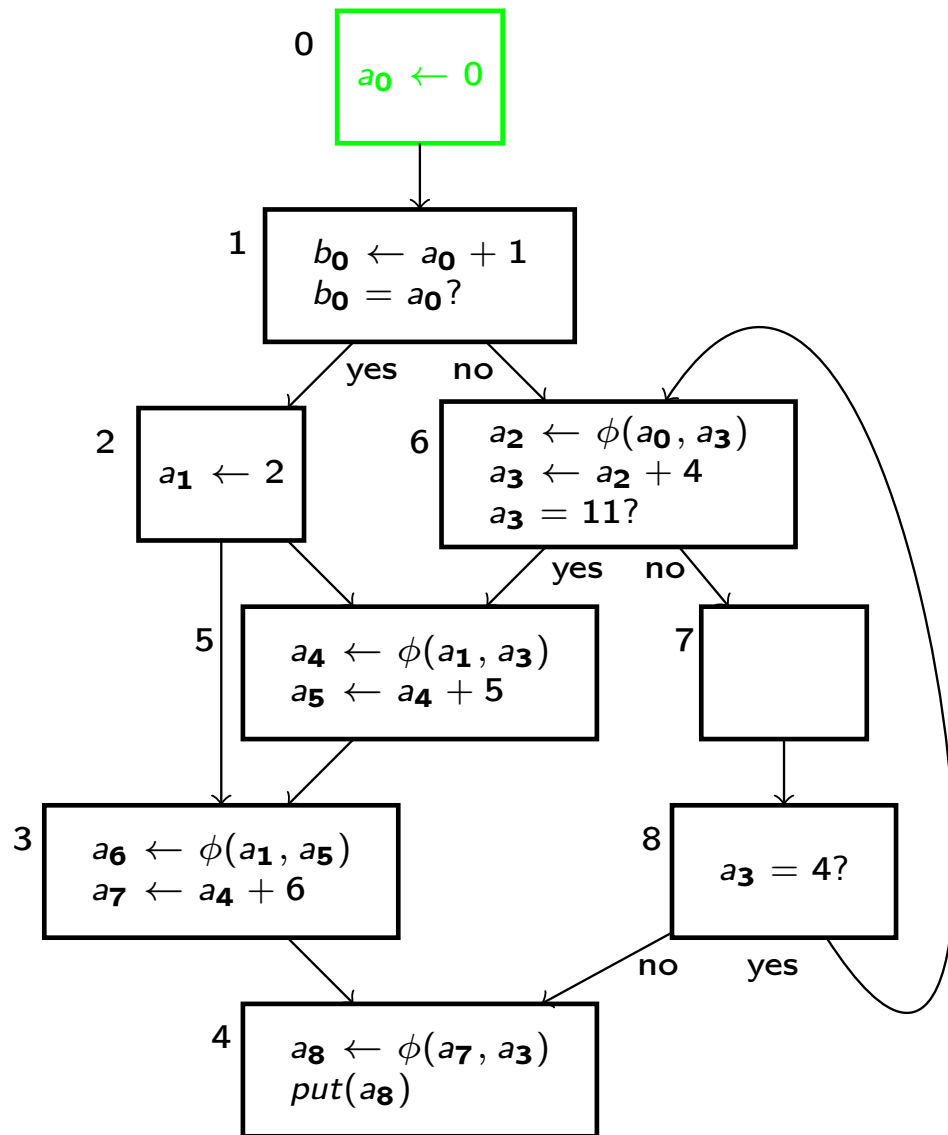 0
a₀ ← 0
1
b₀ ← a₀ + 1
b₀ = a₀?
yes
no
2
a₁ ← 2
6
a₂ ← ϕ(a₀, a₃)
a₃ ← a₂ + 4
a₃ = 11?
yes
no
5
a₄ ← ϕ(a₁, a₃)
a₅ ← a₄ + 5
7
3
a₆ ← ϕ(a₁, a₅)
a₇ ← a₄ + 6
8
a₃ = 4?
no
yes
4
a₈ ← ϕ(a₇, a₃)
put(a₈)